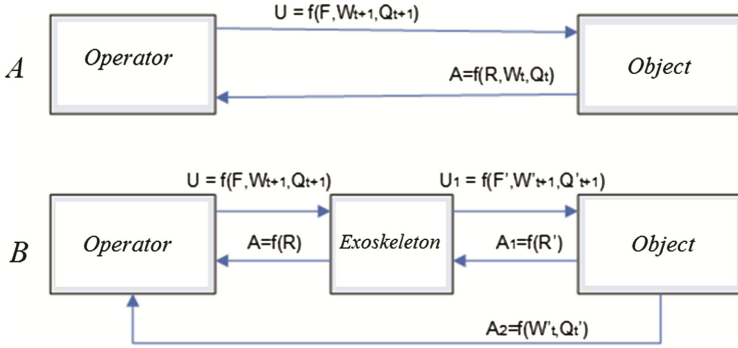 U = f(F,Wt+1,Qt+1)
A
Operator
Object
A=f(R,Wt,Qt)
U = f(F,Wt+1,Qt+1)
U1 = f(F',W't+1,Q't+1)
B
Operator
A=f(R)
Exoskeleton
A1=f(R')
Object
A2=f(W't,Qt')